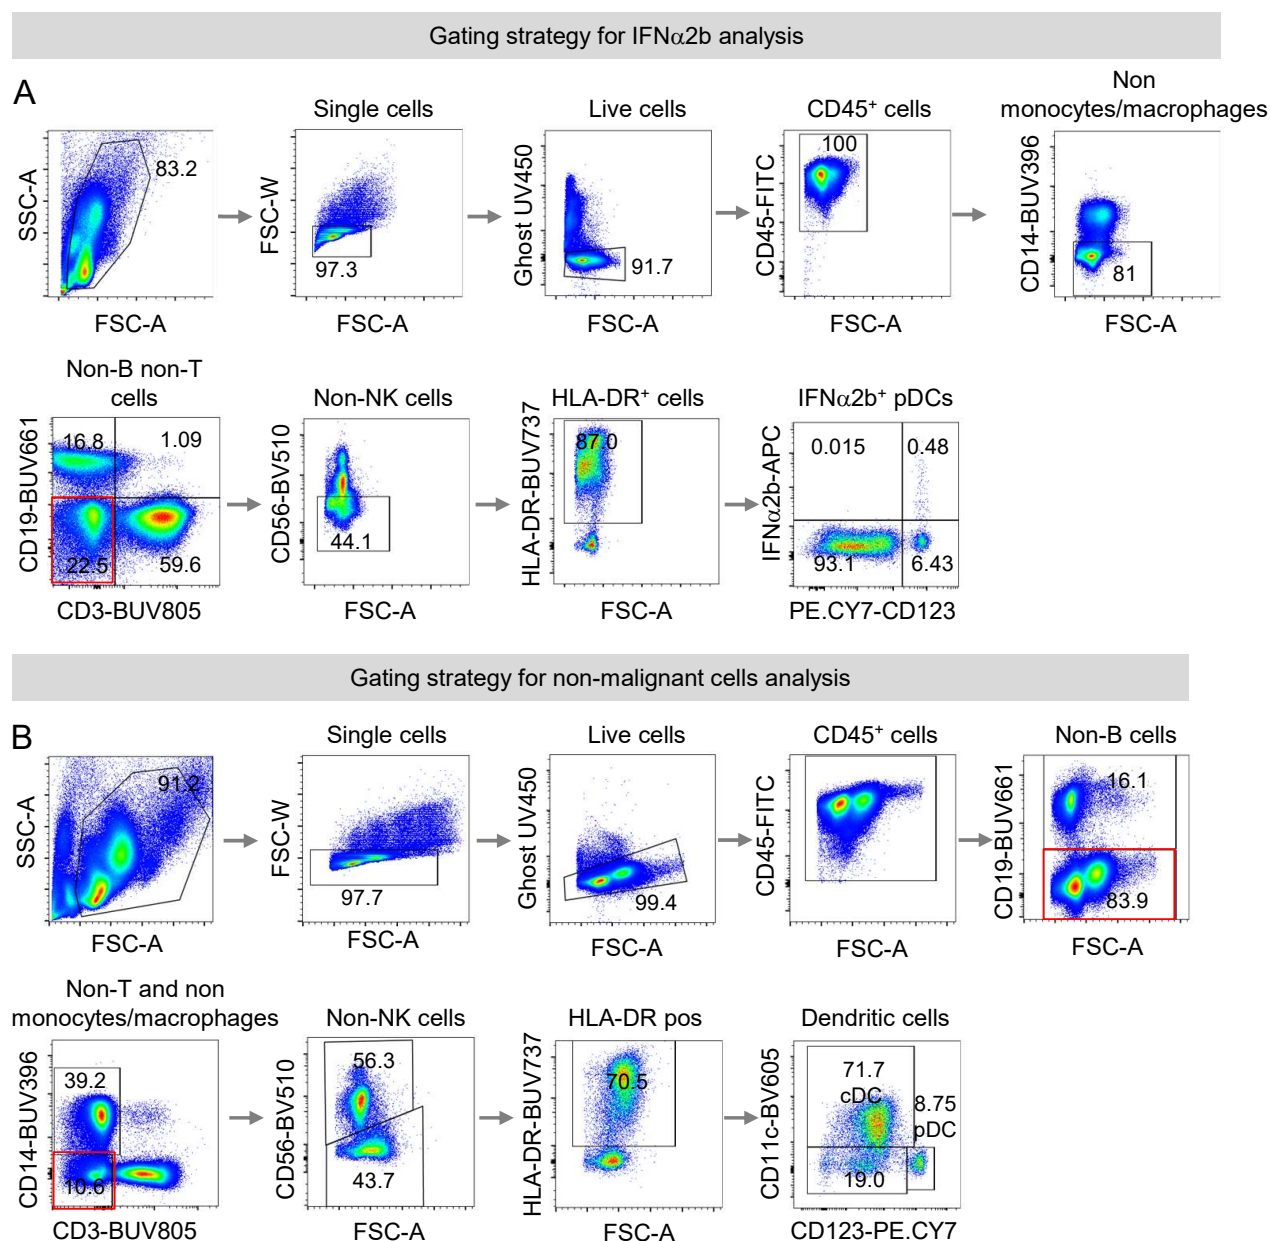 Gating strategy for IFNα2b analysis
A
Single cells
Live cells
CD45⁺ cells
Non
monocytes/macrophages
SSC-A
83.2
FSC-A
FSC-W
97.3
FSC-A
Ghost UV450
91.7
FSC-A
CD45-FITC
100
FSC-A
CD14-BUV396
81
FSC-A
Non-B non-T
cells
Non-NK cells
HLA-DR⁺ cells
IFNα2b⁺ pDCs
CD19-BUV661
16.8
1.09
22.5
59.6
CD3-BUV805
CD56-BV510
44.1
FSC-A
HLA-DR-BUV737
87.0
FSC-A
IFNα2b-APC
0.015
0.48
93.1
6.43
PE.CY7-CD123
Gating strategy for non-malignant cells analysis
B
Single cells
Live cells
CD45⁺ cells
Non-B cells
SSC-A
91.2
FSC-A
FSC-W
97.7
FSC-A
Ghost UV450
99.4
FSC-A
CD45-FITC
FSC-A
CD19-BUV661
16.1
83.9
FSC-A
Non-T and non
monocytes/macrophages
Non-NK cells
HLA-DR pos
Dendritic cells
CD14-BUV396
39.2
10.6
CD3-BUV805
CD56-BV510
56.3
43.7
FSC-A
HLA-DR-BUV737
70.5
FSC-A
CD11c-BV605
71.7
cDC
8.75
pDC
19.0
CD123-PE.CY7